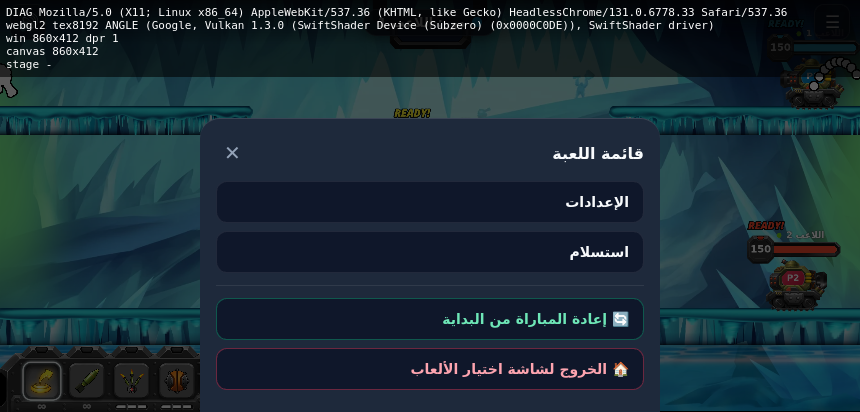 DIAG Mozilla/5.0 (X11; Linux x86_64) AppleWebKit/537.36 (KHTML, like Gecko) HeadlessChrome/131.0.6778.33 Safari/537.36
webgl2 tex8192 ANGLE (Google, Vulkan 1.3.0 (SwiftShader Device (Subzero) (0x0000C0DE)), SwiftShader driver)
win 860x412 dpr 1
canvas 860x412
stage -
READY!
150
READY!
قائمة اللعبة
✕
الإعدادات
استسلام
🔄 إعادة المباراة من البداية
🏠 الخروج لشاشة اختيار الألعاب
READY!
اللاعب 2
150
P2
∞
∞